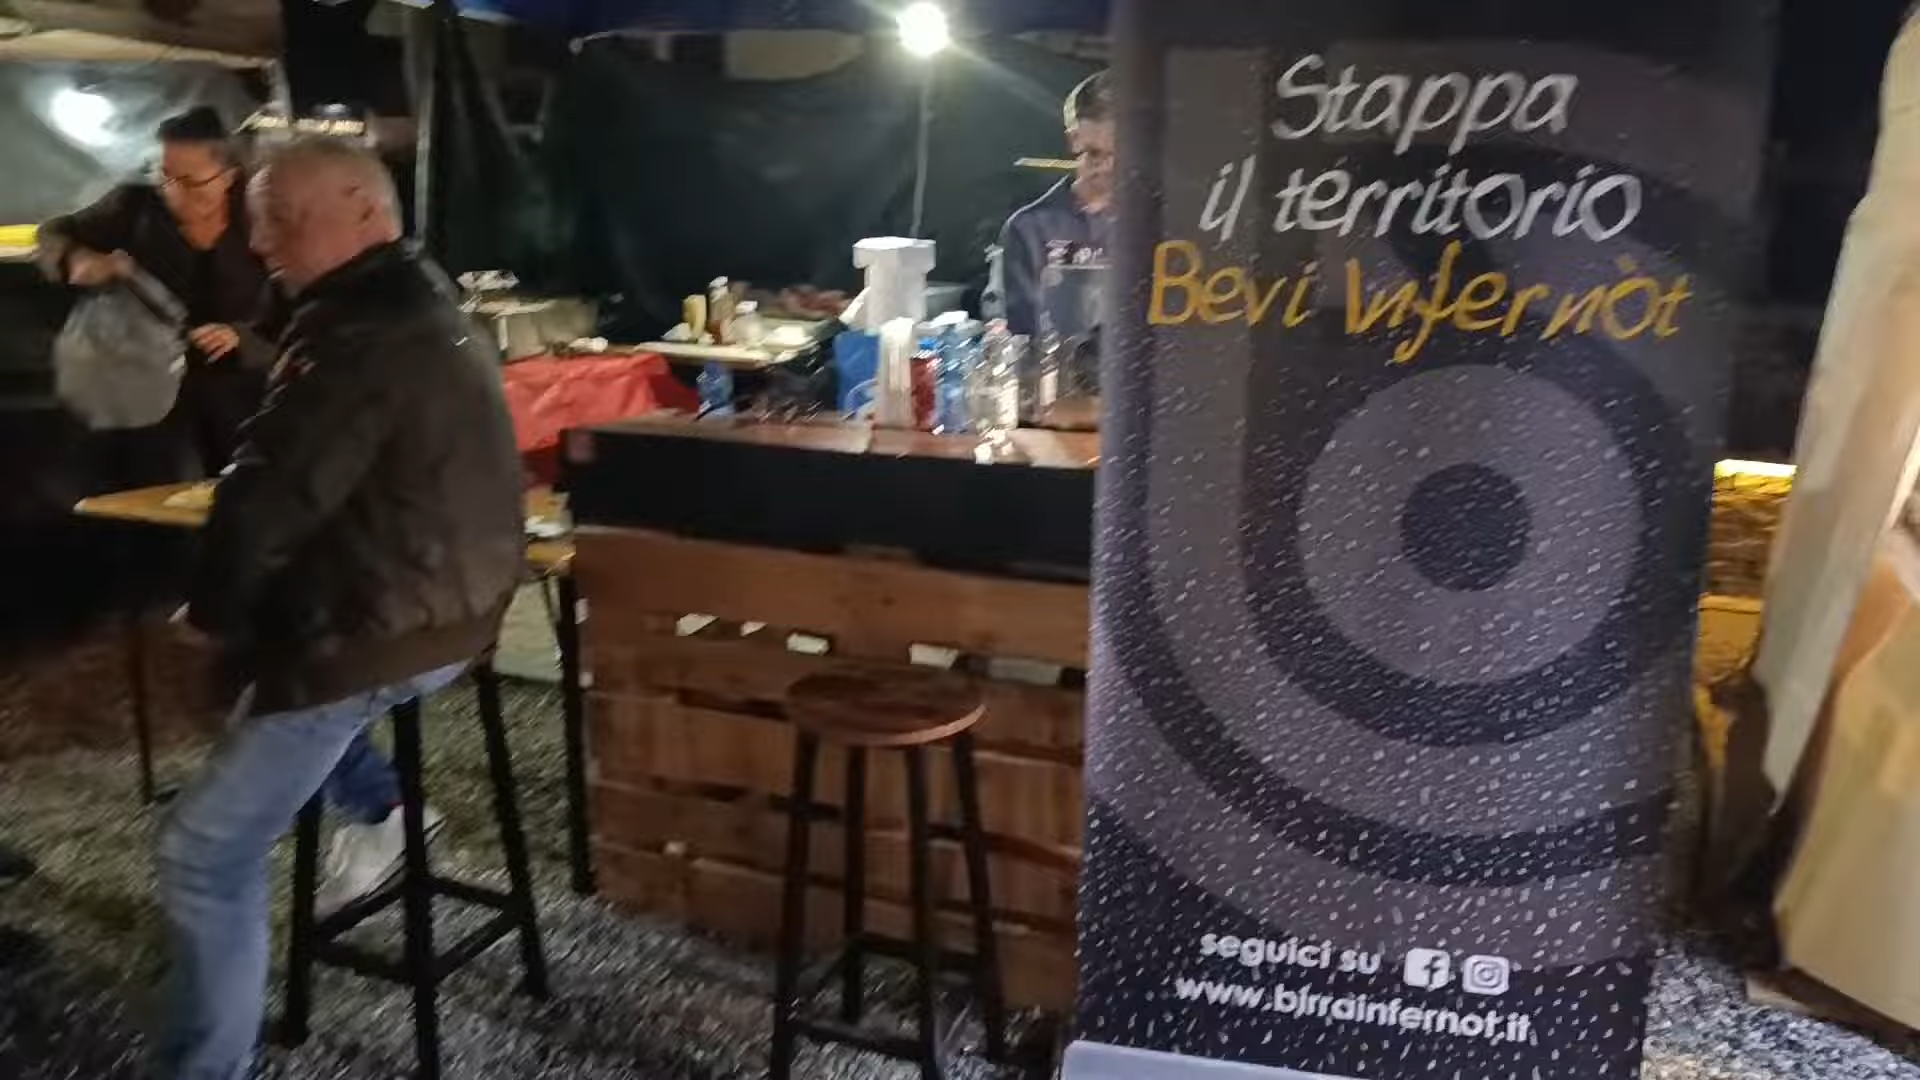 Stappa
il territorio
Bevi Infernòt
seguici su
www.birrainfernot.it